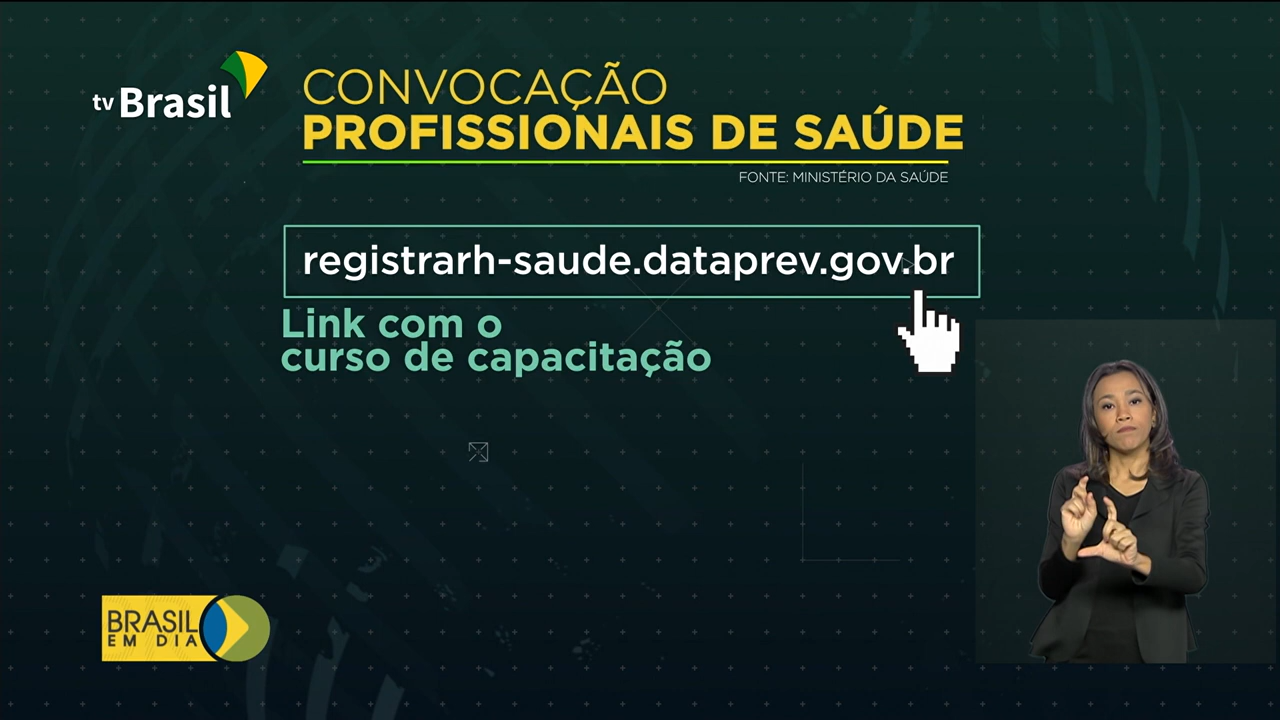 tv Brasil
CONVOCAÇÃO
PROFISSIONAIS DE SAÚDE
FONTE: MINISTÉRIO DA SAÚDE
registrarh-saude.dataprev.gov.br
Link com o
curso de capacitação
BRASIL
EM DIA